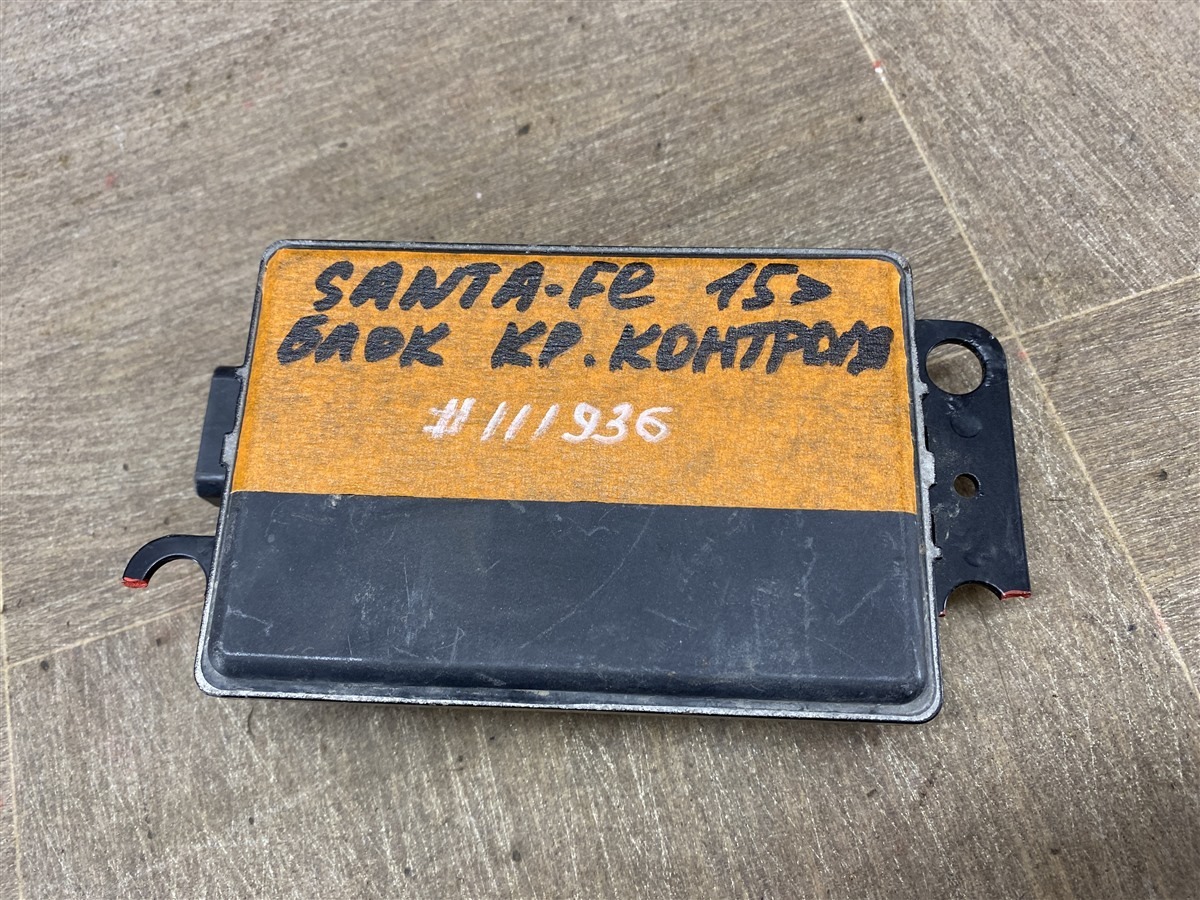 SANTA-Fe 15>
БЛОК КР. КОНТРОЛЯ
#111936